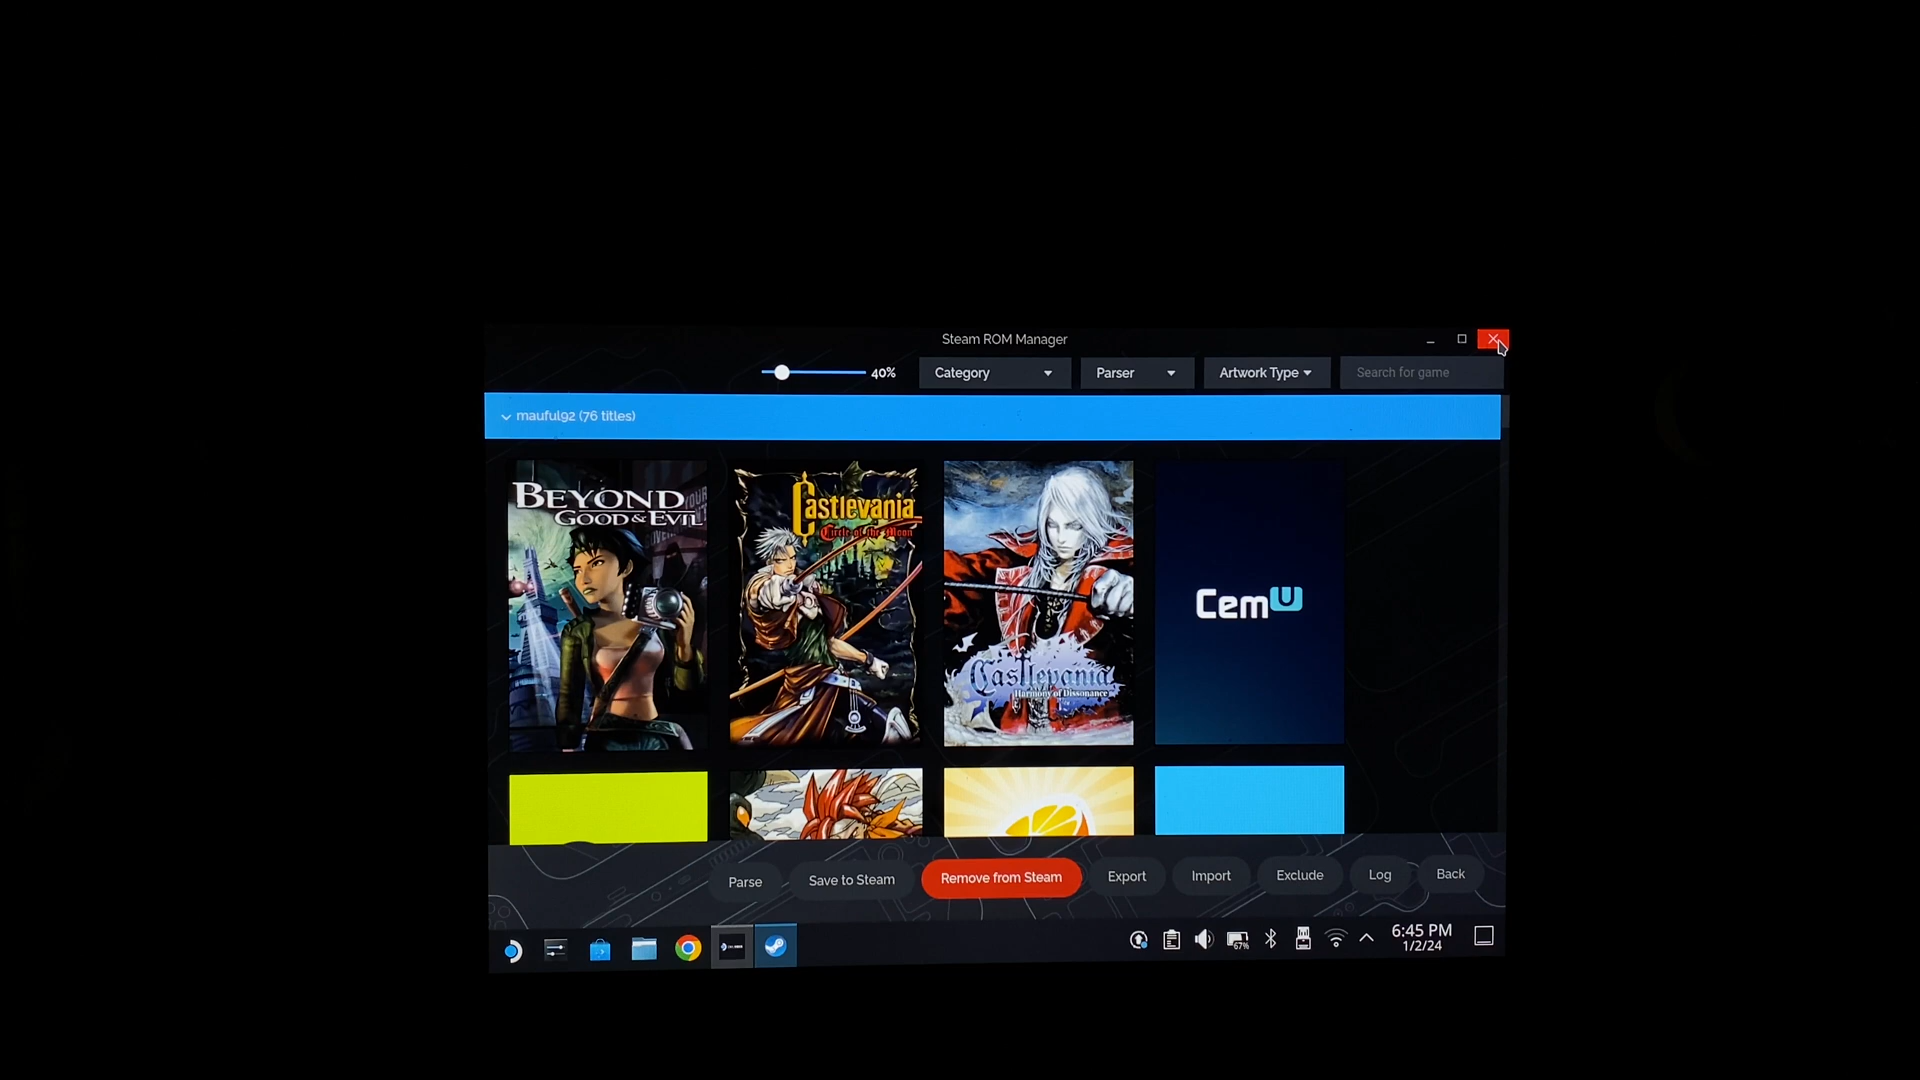 Steam ROM Manager
40%
Category
Parser
Artwork Type
Search for game
mauful92 (76 titles)
BEYOND
GOOD & EVIL
Castlevania
Circle of the Moon
Castlevania
Harmony of Dissonance
Cemu
Parse
Save to Steam
Remove from Steam
Export
Import
Exclude
Log
Back
67%
6:45 PM
1/2/24